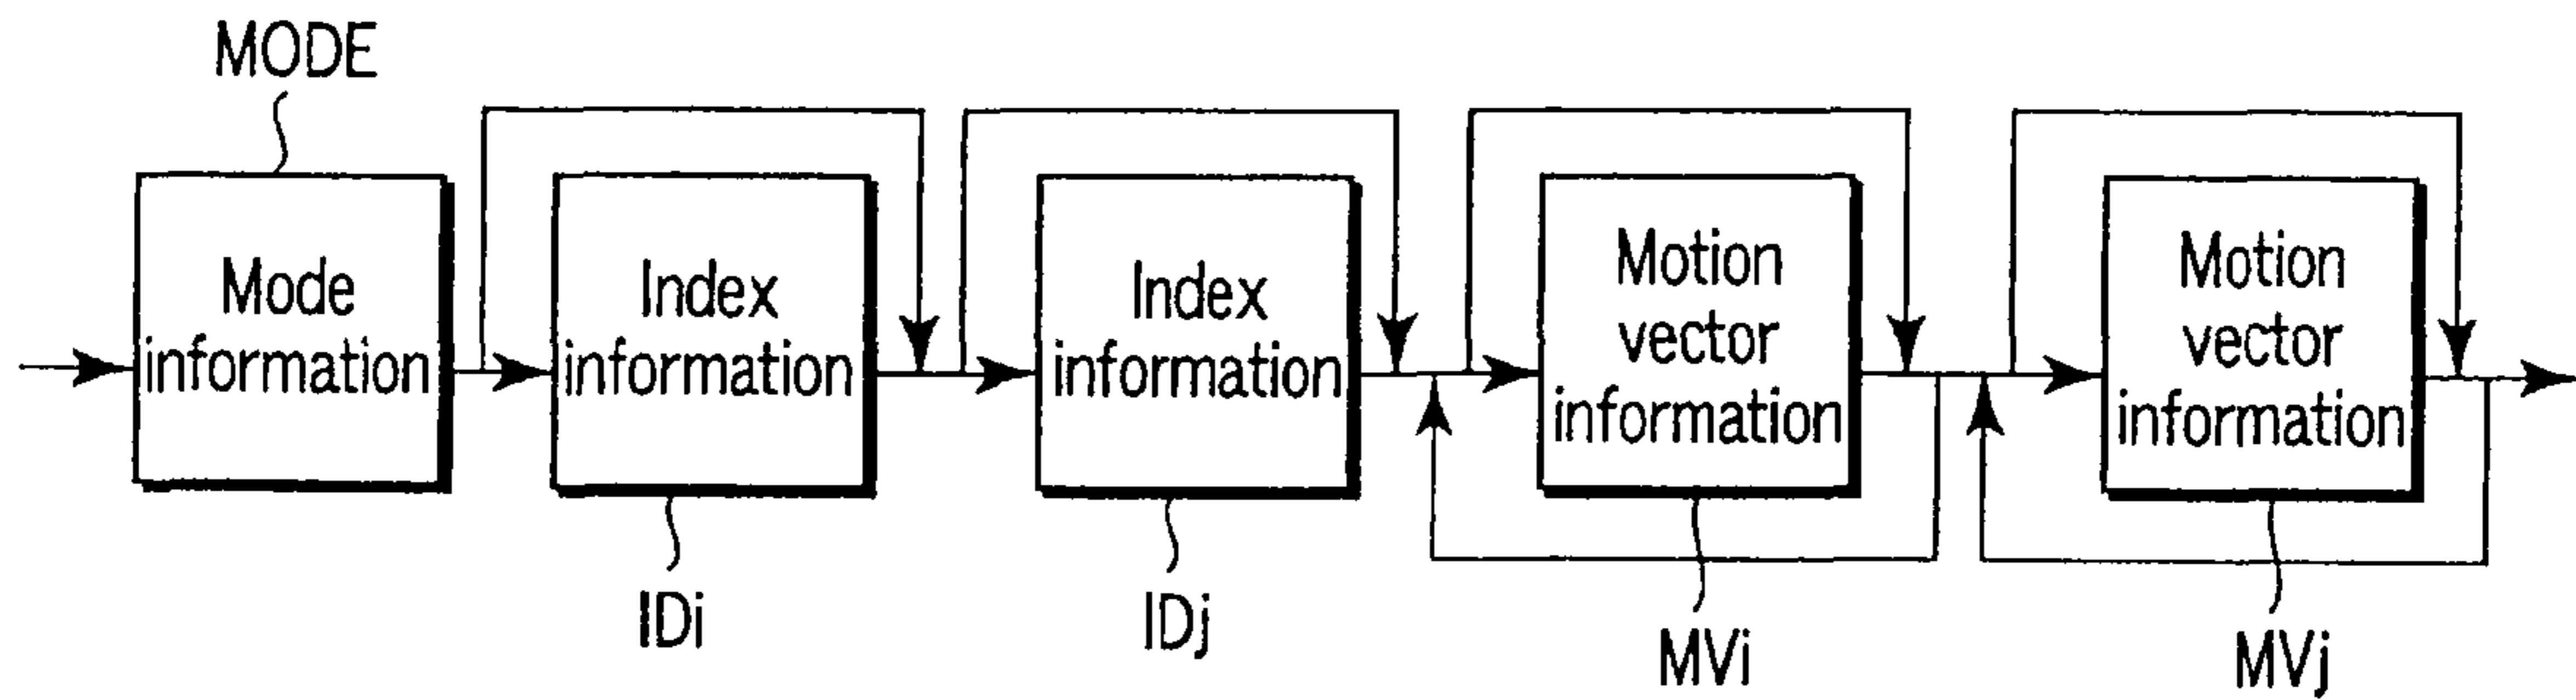 MODE
Mode
information
Index
information
Index
information
Motion
vector
information
Motion
vector
information
IDi
IDj
MVi
MVj